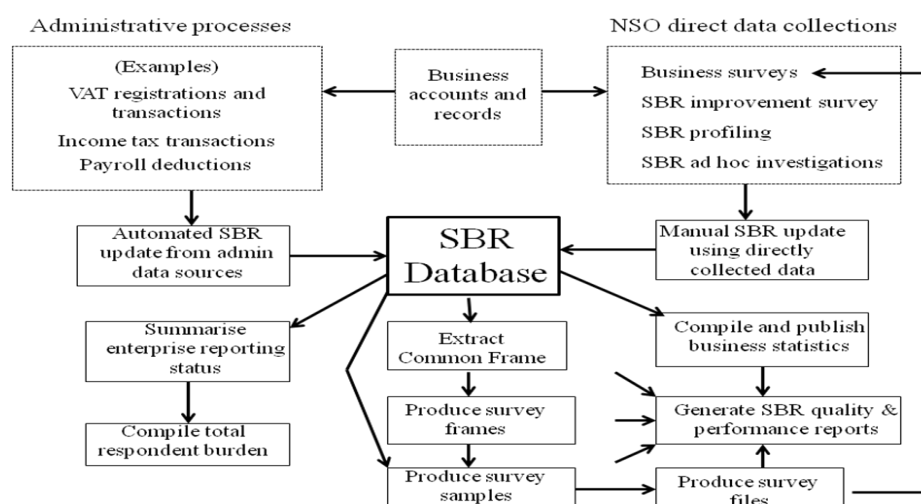 Administrative processes
NSO direct data collections
(Examples)
VAT registrations and
transactions
Income tax transactions
Payroll deductions
Business
accounts and
records
Business surveys
SBR improvement survey
SBR profiling
SBR ad hoc investigations
Automated SBR
update from admin
data sources
SBR
Database
Manual SBR update
using directly
collected data
Summarise
enterprise reporting
status
Extract
Common Frame
Compile and publish
business statistics
Compile total
respondent burden
Produce survey
frames
Generate SBR quality &
performance reports
Produce survey
samples
Produce survey
files